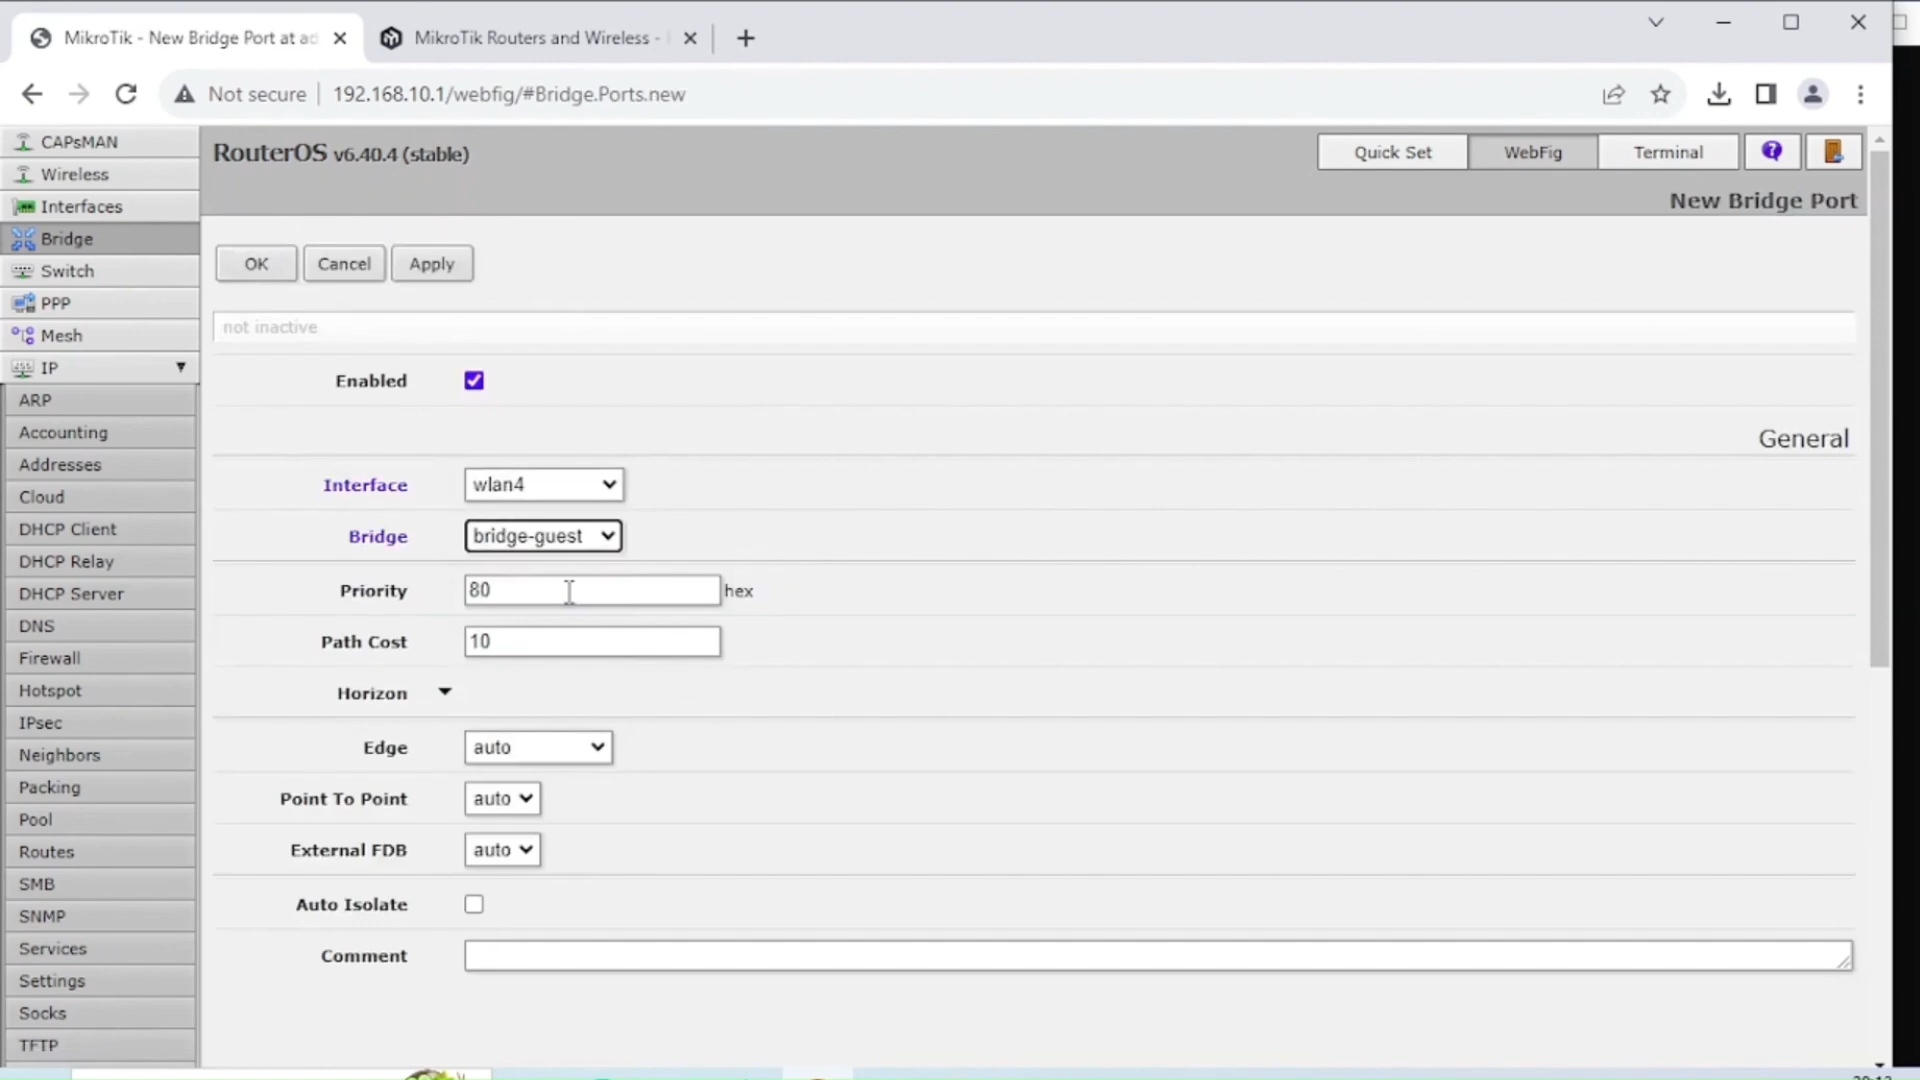 MikroTik - New Bridge Port at ad
MikroTik Routers and Wireless -
Not secure
192.168.10.1/webfig/#Bridge.Ports.new
CAPsMAN
Wireless
Interfaces
Bridge
Switch
PPP
Mesh
IP
ARP
Accounting
Addresses
Cloud
DHCP Client
DHCP Relay
DHCP Server
DNS
Firewall
Hotspot
IPsec
Neighbors
Packing
Pool
Routes
SMB
SNMP
Services
Settings
Socks
TFTP
RouterOS v6.40.4 (stable)
Quick Set
WebFig
Terminal
New Bridge Port
OK
Cancel
Apply
not inactive
Enabled
General
Interface wlan4
Bridge bridge-guest
Priority 80 hex
Path Cost 10
Horizon
Edge auto
Point To Point auto
External FDB auto
Auto Isolate
Comment